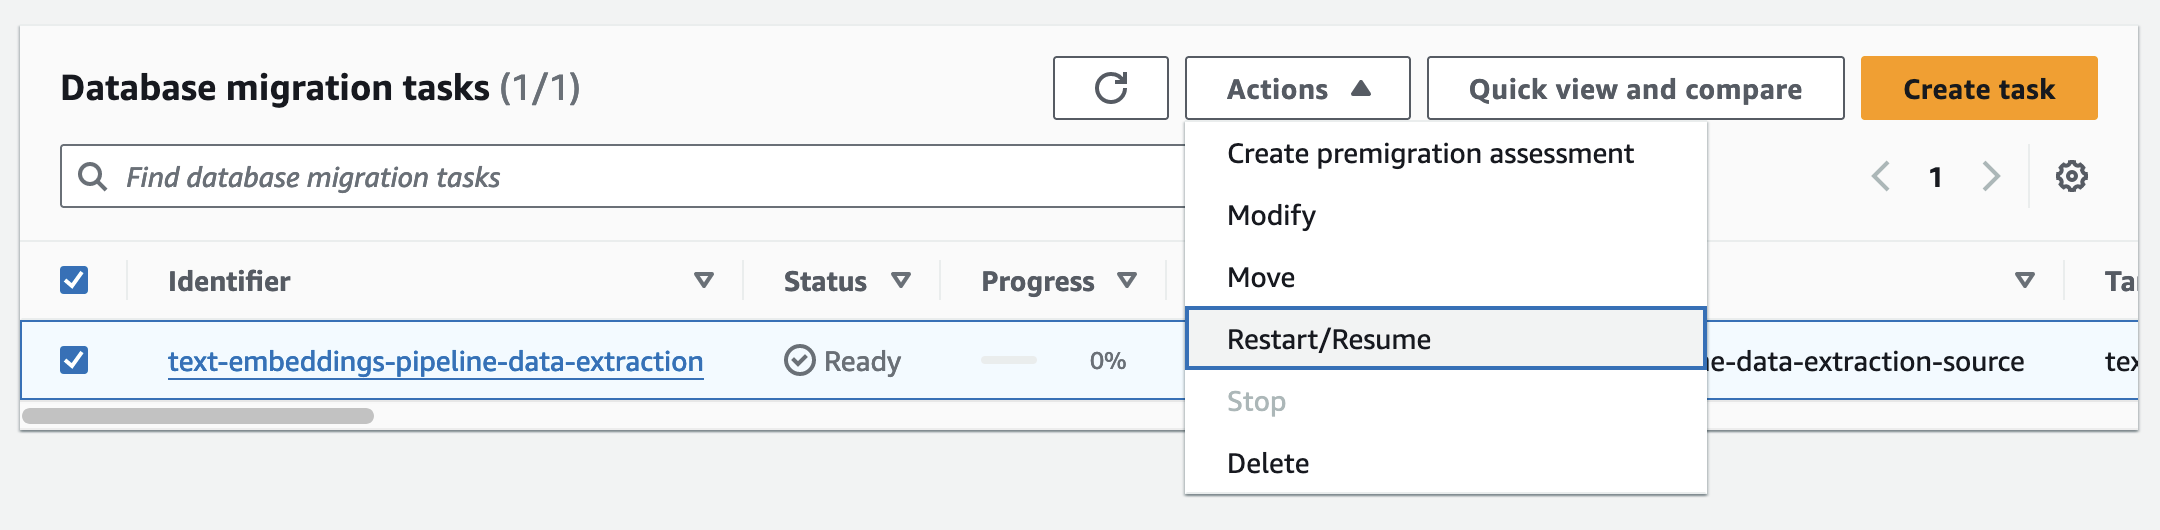 Database migration tasks (1/1)
Actions
Quick view and compare
Create task
Find database migration tasks
1
Create premigration assessment
Modify
Move
Restart/Resume
Stop
Delete
Identifier
Status
Progress
text-embeddings-pipeline-data-extraction
Ready
0%
e-data-extraction-source